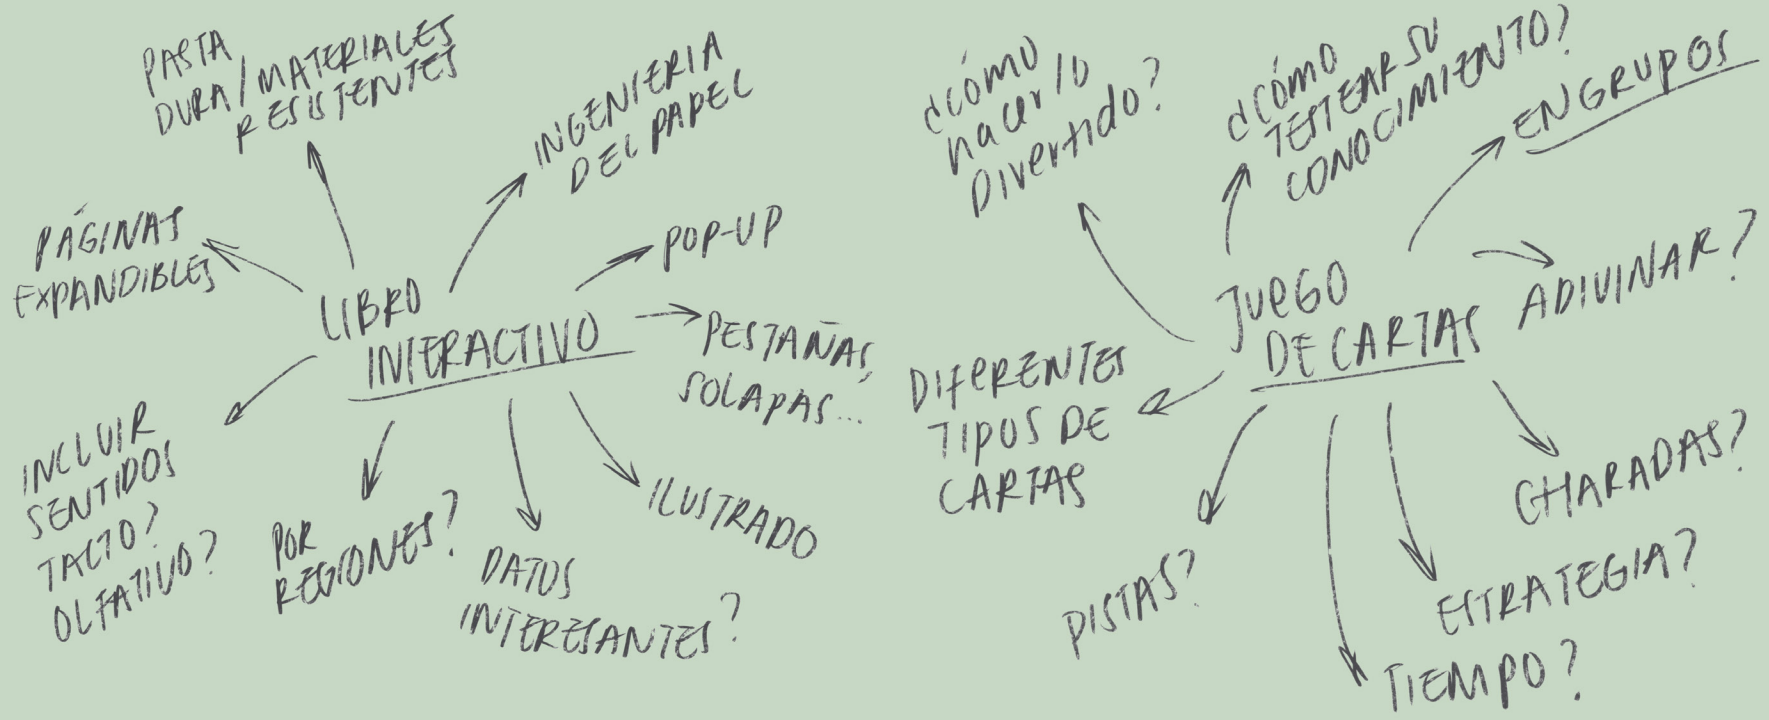 PASTA
DURA/MATERIALES
RESISTENTES
INGENIERIA
DEL PAPEL
PÁGINAS
EXPANDIBLES
POP-UP
LIBRO
INTERACTIVO
PESTAÑAS,
SOLAPAS...
INCLUIR
SENTIDOS
TACTO?
OLFATIVO?
POR
REGIONES?
DATOS
INTERESANTES?
ILUSTRADO
¿CÓMO
hacerlo
Divertido?
¿CÓMO
TESTEAR SU
CONOCIMIENTO?
EN GRUPOS
JUEGO
DE CARTAS
ADIVINAR?
DIFERENTES
TIPOS DE
CARTAS
CHARADAS?
PISTAS?
ESTRATEGIA?
TIEMPO?